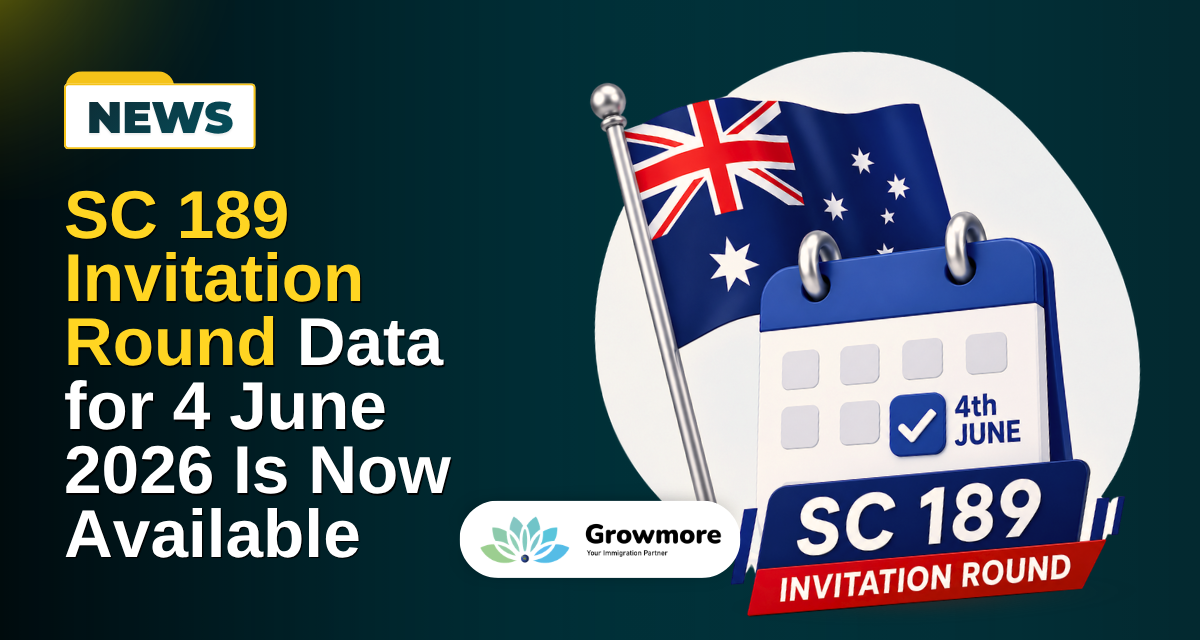 NEWS
SC 189
Invitation
Round Data
for 4 June
2026 Is Now
Available
4th
JUNE
SC 189
INVITATION ROUND
Growmore
Your Immigration Partner